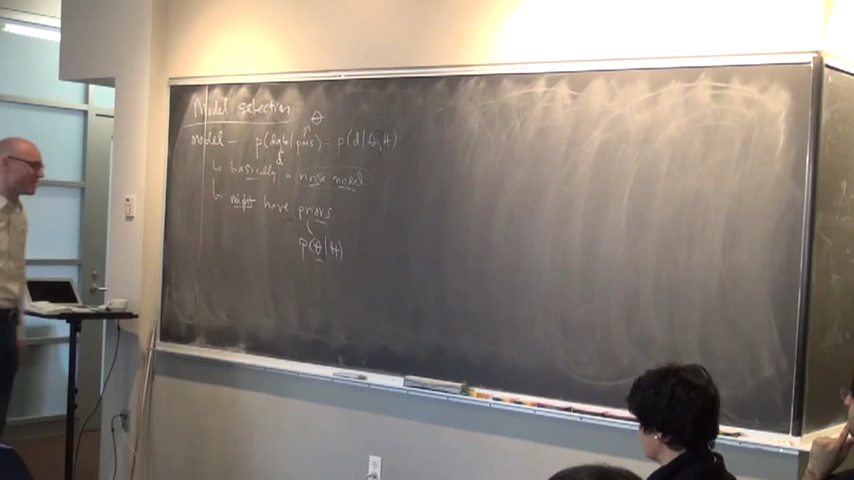 Model selection
θ
model - p(data | pars) = p(d | θ, H)
d
↳ basically a noise model
↳ might have priors.
p(θ | H)